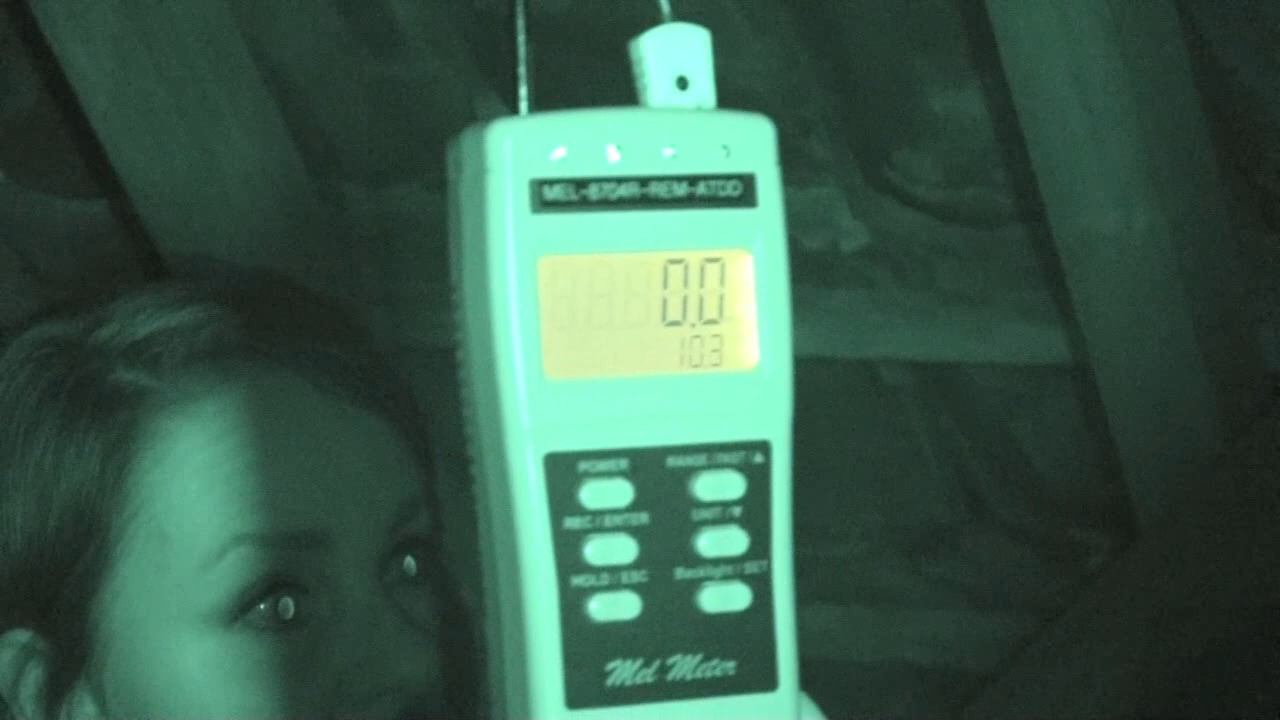 MEL-8704R-REM-ATDD
0.0
10.3
POWER
RANGE / FAST / ▲
REC / ENTER
UNIT / ▼
HOLD / ESC
Backlight / SET
Mel Meter